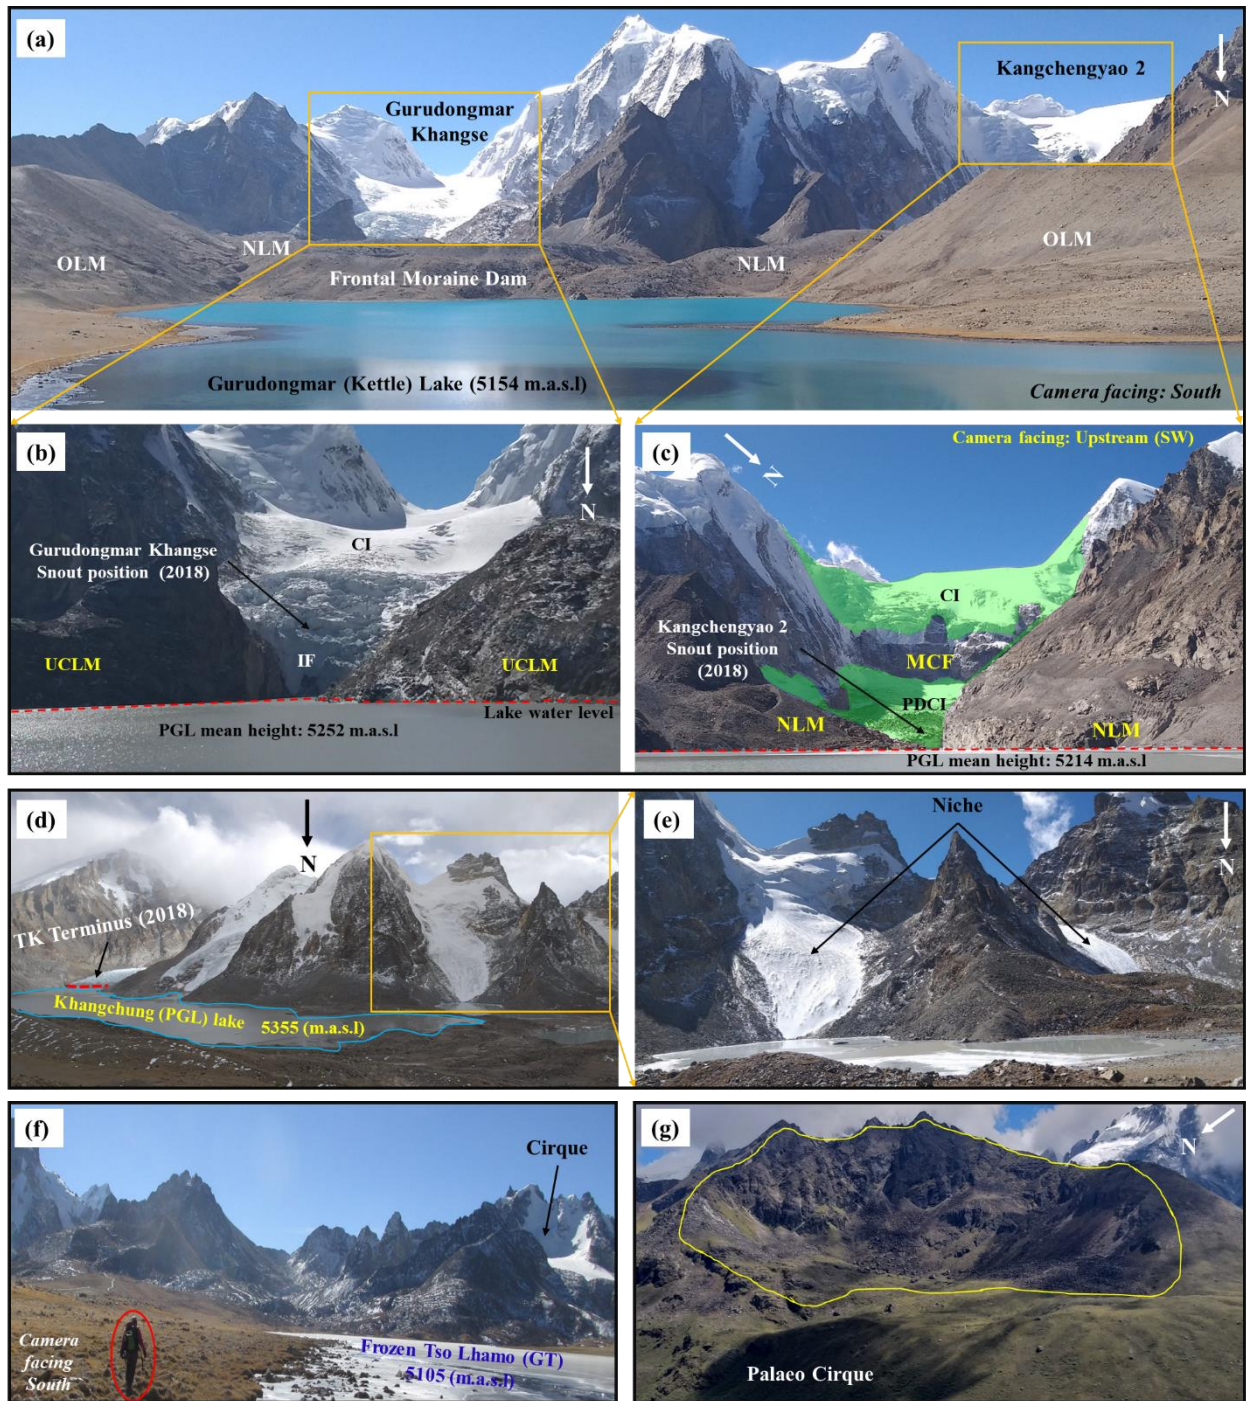 (a)
Gurudongmar
Khangse
Kangchengyao 2
N
OLM
NLM
Frontal Moraine Dam
NLM
OLM
Gurudongmar (Kettle) Lake (5154 m.a.s.l)
Camera facing: South
(b)
N
CI
Gurudongmar Khangse
Snout position (2018)
UCLM
IF
UCLM
Lake water level
PGL mean height: 5252 m.a.s.l
(c)
Camera facing: Upstream (SW)
N
CI
Kangchengyao 2
Snout position
(2018)
MCF
PDCI
NLM
NLM
PGL mean height: 5214 m.a.s.l
(d)
N
TK Terminus (2018)
Khangchung (PGL) lake 5355 (m.a.s.l)
(e)
Niche
N
(f)
Cirque
Camera
facing
South
Frozen Tso Lhamo (GT)
5105 (m.a.s.l)
(g)
N
Palaeo Cirque